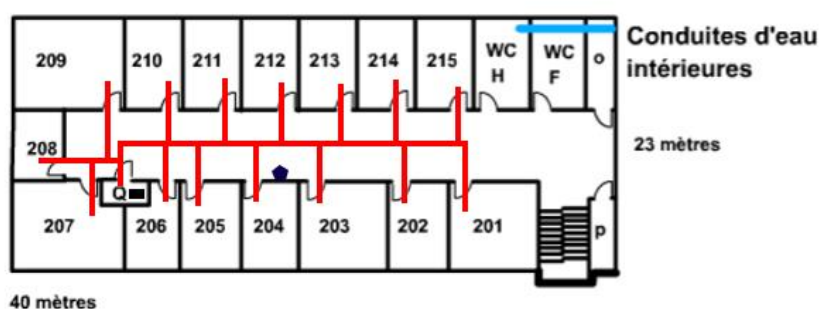 209
210
211
212
213
214
215
WC
H
WC
F
o
Conduites d'eau
intérieures
208
23 mètres
Q
207
206
205
204
203
202
201
p
40 mètres